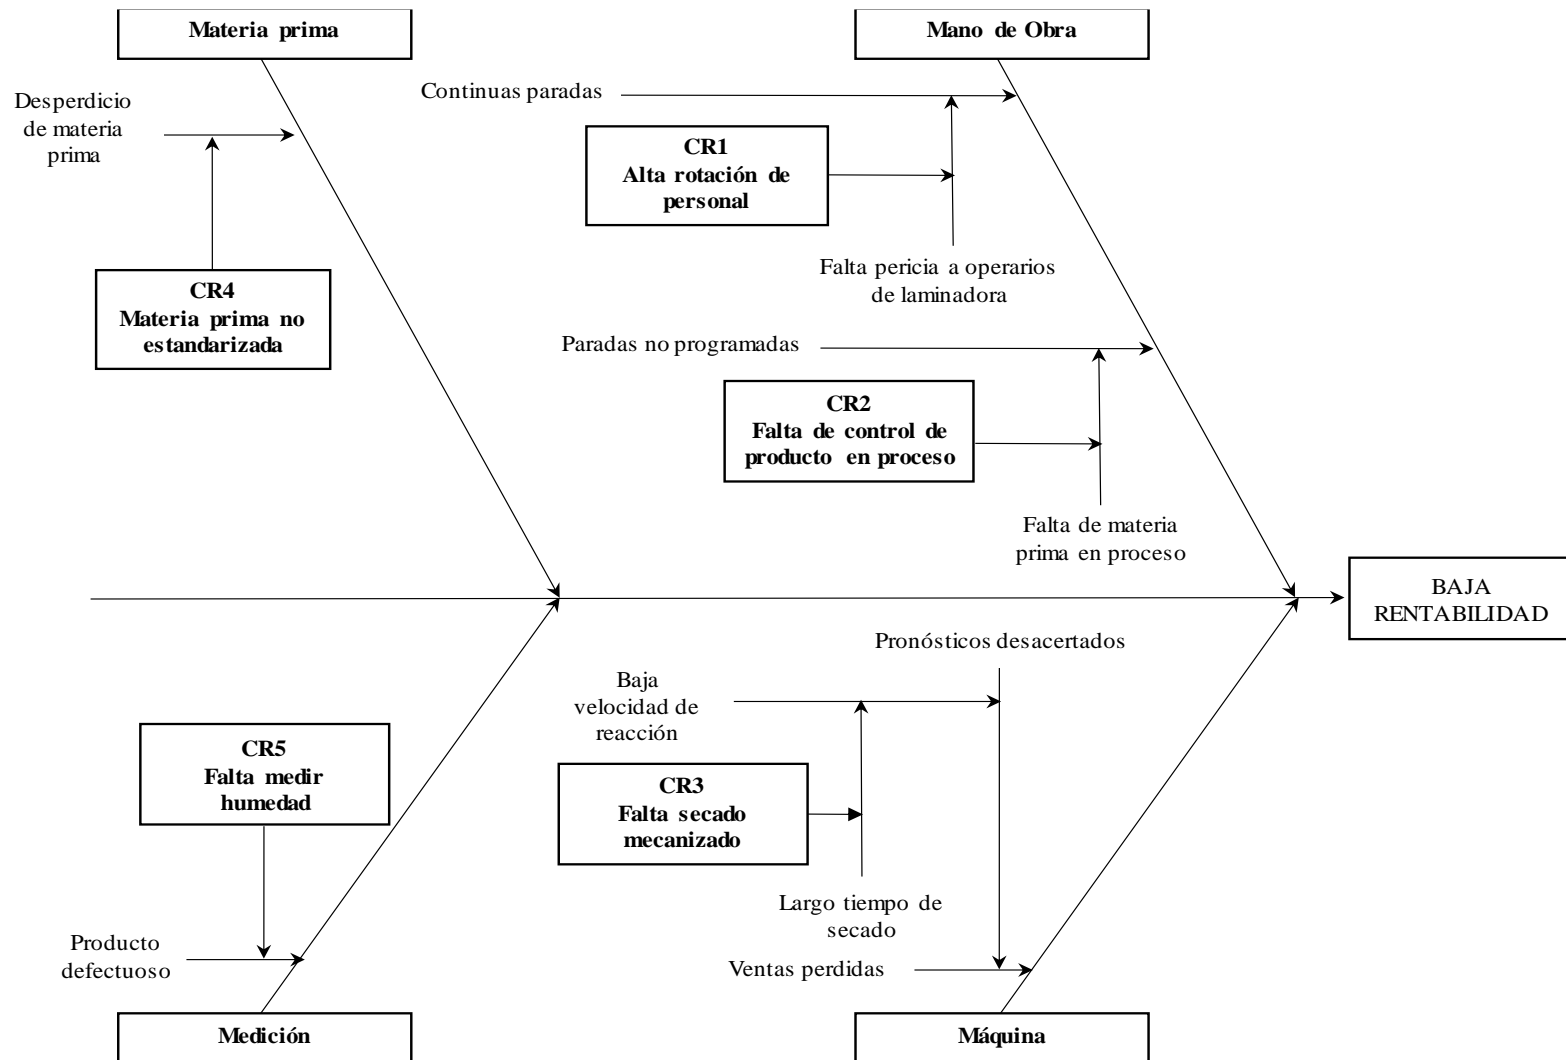 Materia prima
Mano de Obra
Desperdicio
de materia
prima
Continuas paradas
CR1
Alta rotación de
personal
Falta pericia a operarios
de laminadora
CR4
Materia prima no
estandarizada
Paradas no programadas
CR2
Falta de control de
producto en proceso
Falta de materia
prima en proceso
BAJA
RENTABILIDAD
Pronósticos desacertados
Baja
velocidad de
reacción
CR5
Falta medir
humedad
CR3
Falta secado
mecanizado
Largo tiempo de
secado
Producto
defectuoso
Ventas perdidas
Medición
Máquina